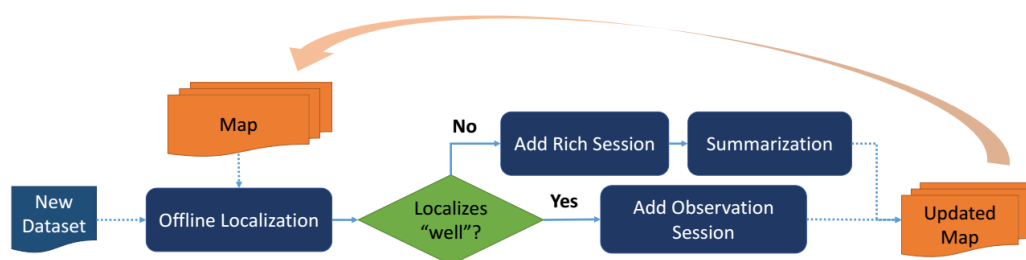 Map
No
Add Rich Session
Summarization
New
Dataset
Offline Localization
Localizes
“well”?
Yes
Add Observation
Session
Updated
Map